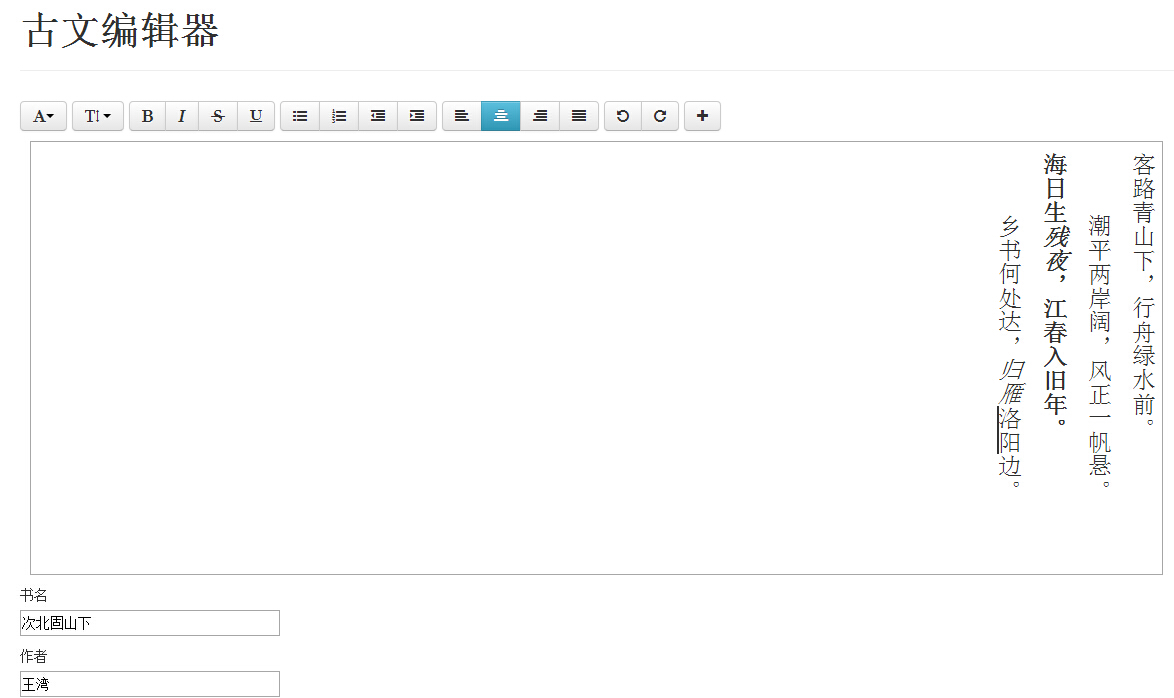 古文编辑器
A T B I S U
客路青山下，行舟绿水前。
潮平两岸阔，风正一帆悬。
海日生残夜，江春入旧年。
乡书何处达，归雁洛阳边。
书名
次北固山下
作者
王湾